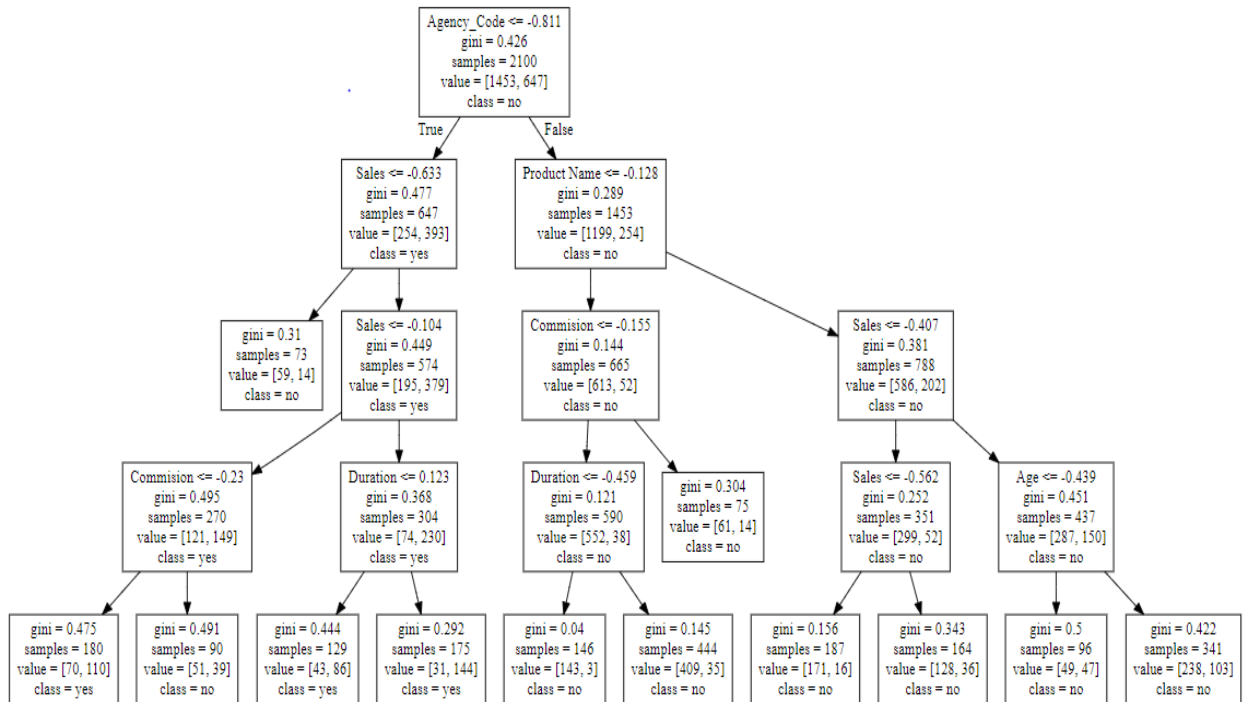 Agency_Code <= -0.811
gini = 0.426
samples = 2100
value = [1453, 647]
class = no
True
False
Sales <= -0.633
gini = 0.477
samples = 647
value = [254, 393]
class = yes
Product Name <= -0.128
gini = 0.289
samples = 1453
value = [1199, 254]
class = no
gini = 0.31
samples = 73
value = [59, 14]
class = no
Sales <= -0.104
gini = 0.449
samples = 574
value = [195, 379]
class = yes
Commision <= -0.155
gini = 0.144
samples = 665
value = [613, 52]
class = no
Sales <= -0.407
gini = 0.381
samples = 788
value = [586, 202]
class = no
Commision <= -0.23
gini = 0.495
samples = 270
value = [121, 149]
class = yes
Duration <= 0.123
gini = 0.368
samples = 304
value = [74, 230]
class = yes
Duration <= -0.459
gini = 0.121
samples = 590
value = [552, 38]
class = no
gini = 0.304
samples = 75
value = [61, 14]
class = no
Sales <= -0.562
gini = 0.252
samples = 351
value = [299, 52]
class = no
Age <= -0.439
gini = 0.451
samples = 437
value = [287, 150]
class = no
gini = 0.475
samples = 180
value = [70, 110]
class = yes
gini = 0.491
samples = 90
value = [51, 39]
class = no
gini = 0.444
samples = 129
value = [43, 86]
class = yes
gini = 0.292
samples = 175
value = [31, 144]
class = yes
gini = 0.04
samples = 146
value = [143, 3]
class = no
gini = 0.145
samples = 444
value = [409, 35]
class = no
gini = 0.156
samples = 187
value = [171, 16]
class = no
gini = 0.343
samples = 164
value = [128, 36]
class = no
gini = 0.5
samples = 96
value = [49, 47]
class = no
gini = 0.422
samples = 341
value = [238, 103]
class = no